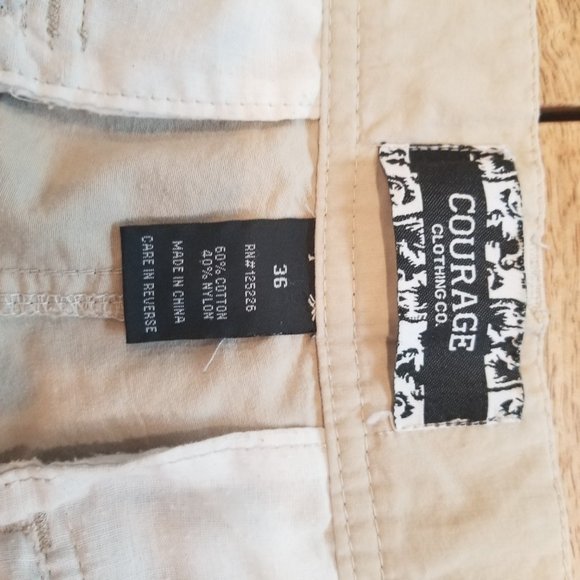 COURAGE
CLOTHING CO.
36
RN#125226
60% COTTON
40% NYLON
MADE IN CHINA
CARE IN REVERSE